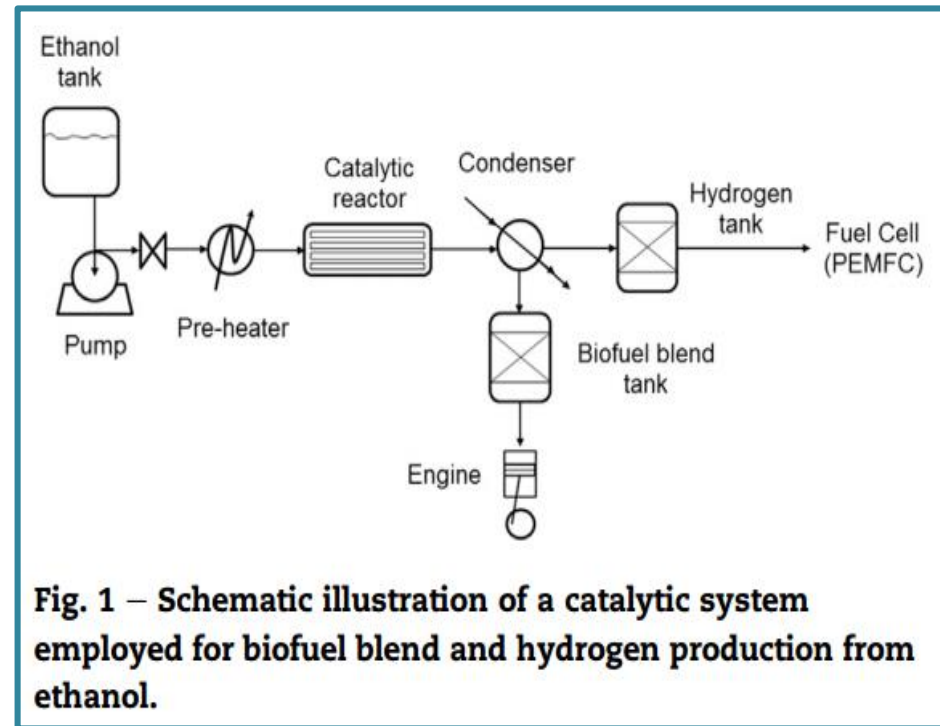 Ethanol
tank
Condenser
Catalytic
reactor
Hydrogen
tank
Fuel Cell
(PEMFC)
Pump
Pre-heater
Biofuel blend
tank
Engine
Fig. 1 – Schematic illustration of a catalytic system
employed for biofuel blend and hydrogen production from
ethanol.